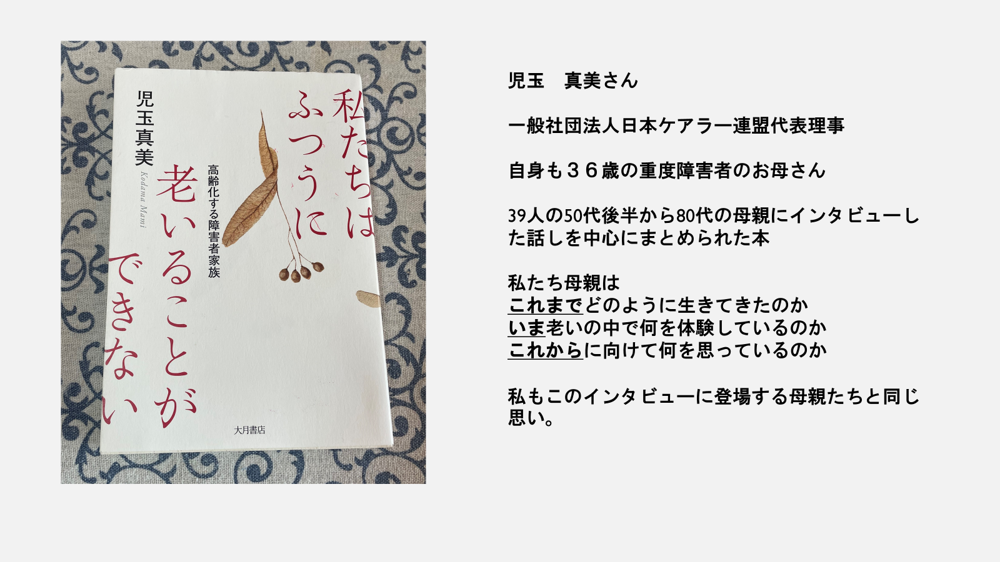 私たちは
ふつうに
老いることが
できない
高齢化する障害者家族
児玉真美
Kodama Mami
大月書店
児玉　真美さん
一般社団法人日本ケアラー連盟代表理事
自身も３６歳の重度障害者のお母さん
39人の50代後半から80代の母親にインタビューし
た話しを中心にまとめられた本
私たち母親は
これまでどのように生きてきたのか
いま老いの中で何を体験しているのか
これからに向けて何を思っているのか
私もこのインタビューに登場する母親たちと同じ
思い。